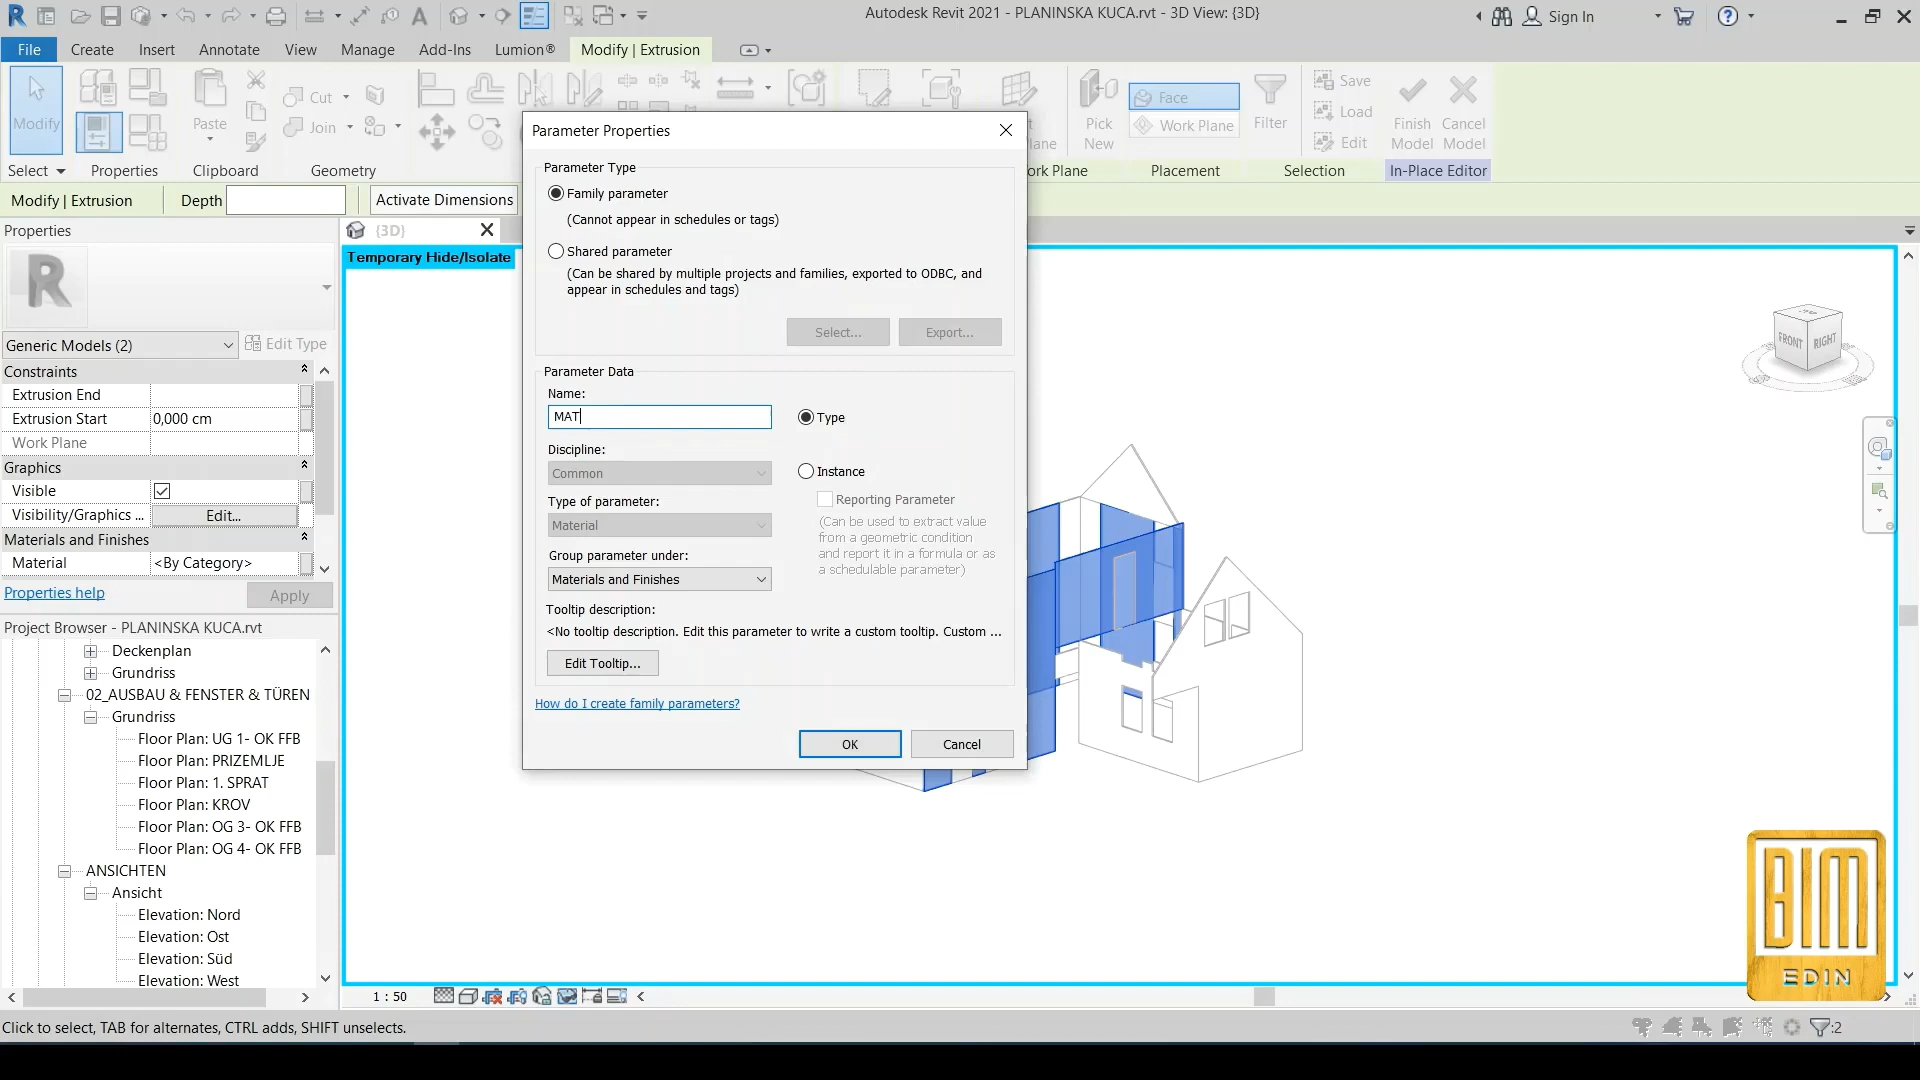 Autodesk Revit 2021 - PLANINSKA KUCA.rvt - 3D View: {3D}
Sign In
File
Create
Insert
Annotate
View
Manage
Add-Ins
Lumion®
Modify | Extrusion
Modify
Paste
Cut
Join
Pick
New
Face
Work Plane
Filter
Save
Load
Edit
Finish
Model
Cancel
Model
Select
Properties
Clipboard
Geometry
Placement
Selection
In-Place Editor
Modify | Extrusion
Depth
Activate Dimensions
Properties
R
Generic Models (2)
Edit Type
Constraints
Extrusion End
Extrusion Start 0,000 cm
Work Plane
Graphics
Visible
Visibility/Graphics ... Edit...
Materials and Finishes
Material <By Category>
Properties help
Apply
Project Browser - PLANINSKA KUCA.rvt
Deckenplan
Grundriss
02_AUSBAU & FENSTER & TÜREN
Grundriss
Floor Plan: UG 1- OK FFB
Floor Plan: PRIZEMLJE
Floor Plan: 1. SPRAT
Floor Plan: KROV
Floor Plan: OG 3- OK FFB
Floor Plan: OG 4- OK FFB
ANSICHTEN
Ansicht
Elevation: Nord
Elevation: Ost
Elevation: Süd
Elevation: West
{3D}
Temporary Hide/Isolate
Parameter Properties
Parameter Type
Family parameter
(Cannot appear in schedules or tags)
Shared parameter
(Can be shared by multiple projects and families, exported to ODBC, and
appear in schedules and tags)
Select...
Export...
Parameter Data
Name:
MAT
Type
Discipline:
Common
Instance
Type of parameter:
Material
Reporting Parameter
(Can be used to extract value
from a geometric condition
and report it in a formula or as
a schedulable parameter)
Group parameter under:
Materials and Finishes
Tooltip description:
<No tooltip description. Edit this parameter to write a custom tooltip. Custom ...
Edit Tooltip...
How do I create family parameters?
OK
Cancel
FRONT
RIGHT
BIM
EDIN
1 : 50
Click to select, TAB for alternates, CTRL adds, SHIFT unselects.
:2